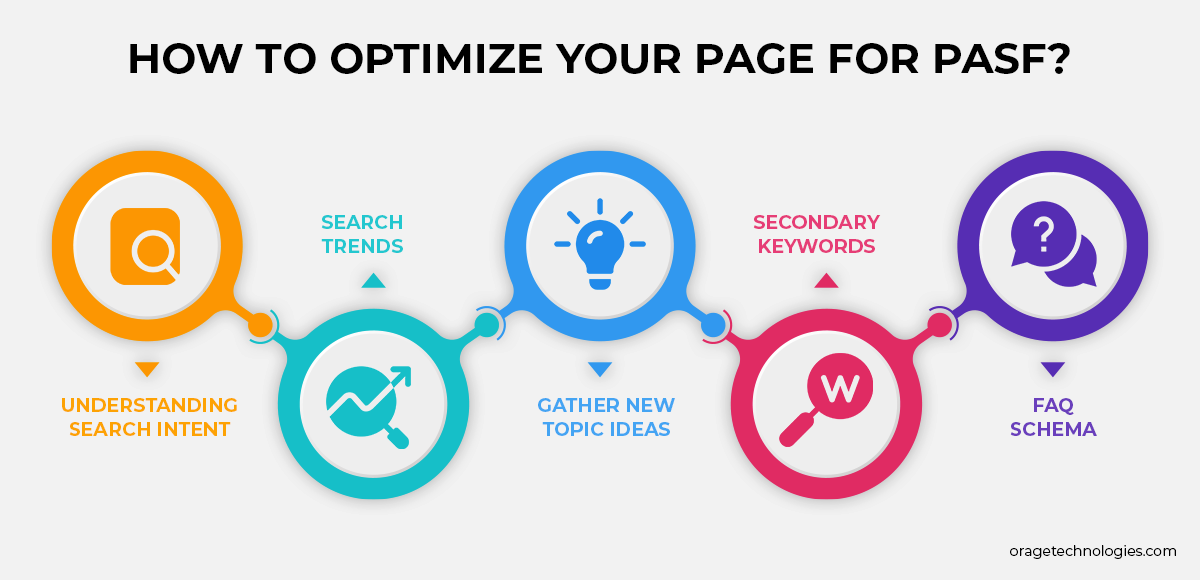 HOW TO OPTIMIZE YOUR PAGE FOR PASF?
UNDERSTANDING
SEARCH INTENT
SEARCH
TRENDS
GATHER NEW
TOPIC IDEAS
SECONDARY
KEYWORDS
W
?
FAQ
SCHEMA
oragetechnologies.com